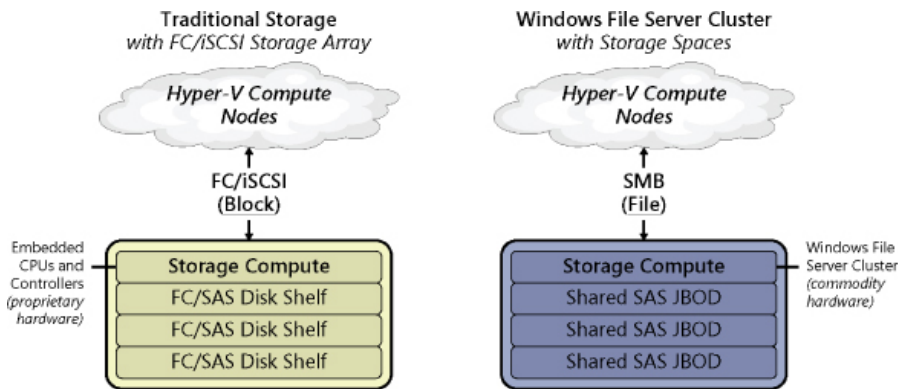 Traditional Storage
with FC/iSCSI Storage Array
Hyper-V Compute
Nodes
FC/iSCSI
(Block)
Embedded
CPUs and
Controllers
(proprietary
hardware)
Storage Compute
FC/SAS Disk Shelf
FC/SAS Disk Shelf
FC/SAS Disk Shelf
Windows File Server Cluster
with Storage Spaces
Hyper-V Compute
Nodes
SMB
(File)
Storage Compute
Shared SAS JBOD
Shared SAS JBOD
Shared SAS JBOD
Windows File
Server Cluster
(commodity
hardware)